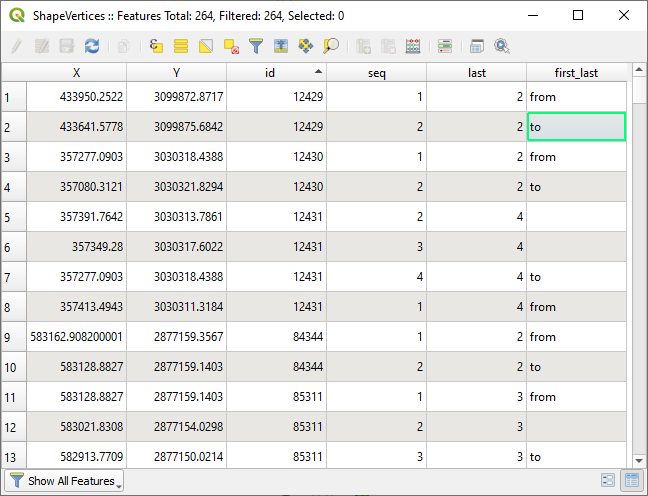 ShapeVertices :: Features Total: 264, Filtered: 264, Selected: 0
X Y id seq last first_last
1 433950.2522 3099872.8717 12429 1 2 from
2 433641.5778 3099875.6842 12429 2 2 to
3 357277.0903 3030318.4388 12430 1 2 from
4 357080.3121 3030321.8294 12430 2 2 to
5 357391.7642 3030313.7861 12431 2 4
6 357349.28 3030317.6022 12431 3 4
7 357277.0903 3030318.4388 12431 4 4 to
8 357413.4943 3030311.3184 12431 1 4 from
9 583162.908200001 2877159.3567 84344 1 2 from
10 583128.8827 2877159.1403 84344 2 2 to
11 583128.8827 2877159.1403 85311 1 3 from
12 583021.8308 2877154.0298 85311 2 3
13 582913.7709 2877150.0214 85311 3 3 to
Show All Features